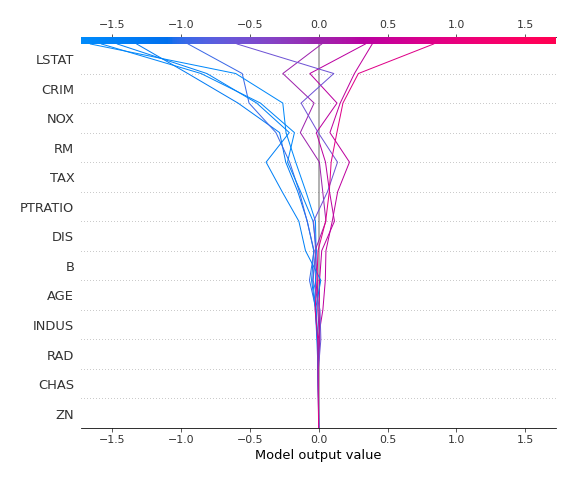 −1.5 −1.0 −0.5 0.0 0.5 1.0 1.5
LSTAT
CRIM
NOX
RM
TAX
PTRATIO
DIS
B
AGE
INDUS
RAD
CHAS
ZN
−1.5 −1.0 −0.5 0.0 0.5 1.0 1.5
Model output value